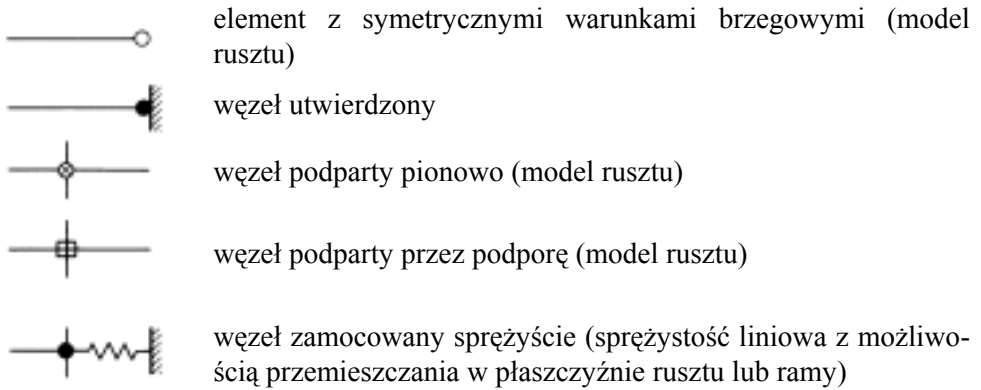 element z symetrycznymi warunkami brzegowymi (model
rusztu)
węzeł utwierdzony
węzeł podparty pionowo (model rusztu)
węzeł podparty przez podporę (model rusztu)
węzeł zamocowany sprężyście (sprężystość liniowa z możliwo-
ścią przemieszczania w płaszczyźnie rusztu lub ramy)